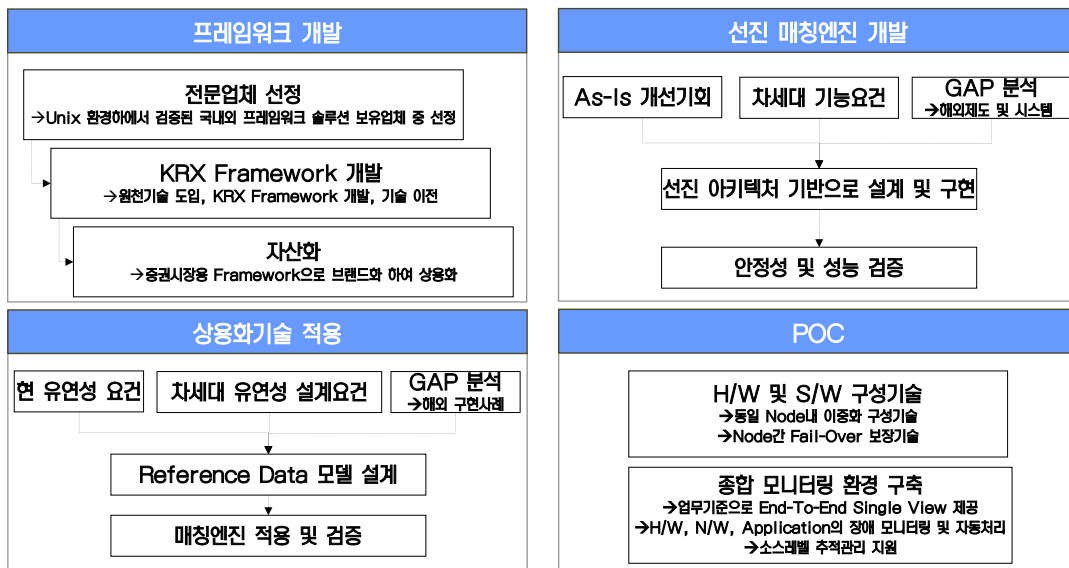 프레임워크 개발
전문업체 선정
→Unix 환경하에서 검증된 국내외 프레임워크 솔루션 보유업체 중 선정
KRX Framework 개발
→원천기술 도입, KRX Framework 개발, 기술 이전
자산화
→증권시장용 Framework으로 브랜드화 하여 상용화
선진 매칭엔진 개발
As-Is 개선기회
차세대 기능요건
GAP 분석
→해외제도 및 시스템
선진 아키텍처 기반으로 설계 및 구현
안정성 및 성능 검증
상용화기술 적용
현 유연성 요건
차세대 유연성 설계요건
GAP 분석
→해외 구현사례
Reference Data 모델 설계
매칭엔진 적용 및 검증
POC
H/W 및 S/W 구성기술
→동일 Node내 이중화 구성기술
→Node간 Fail-Over 보장기술
종합 모니터링 환경 구축
→업무기준으로 End-To-End Single View 제공
→H/W, N/W, Application의 장애 모니터링 및 자동처리
→소스레벨 추적관리 지원